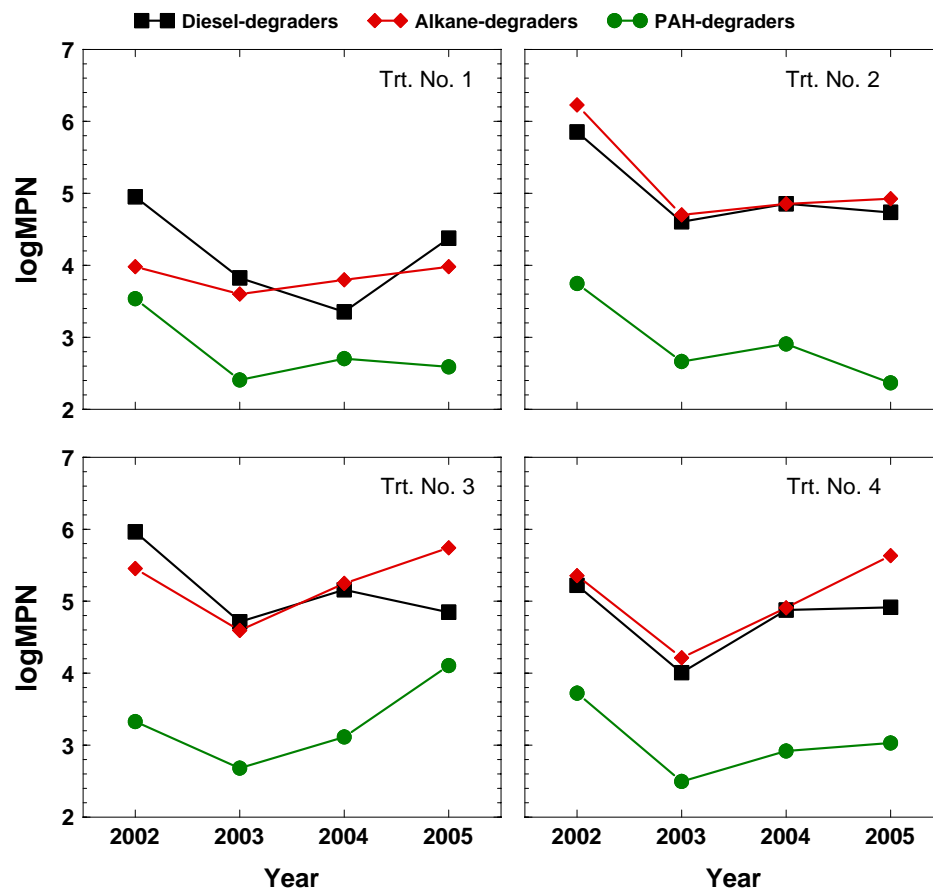 Diesel-degraders Alkane-degraders PAH-degraders
Trt. No. 1
Trt. No. 2
7
6
5
4
3
2
logMPN
Trt. No. 3
Trt. No. 4
7
6
5
4
3
2
logMPN
2002 2003 2004 2005
2002 2003 2004 2005
Year
Year